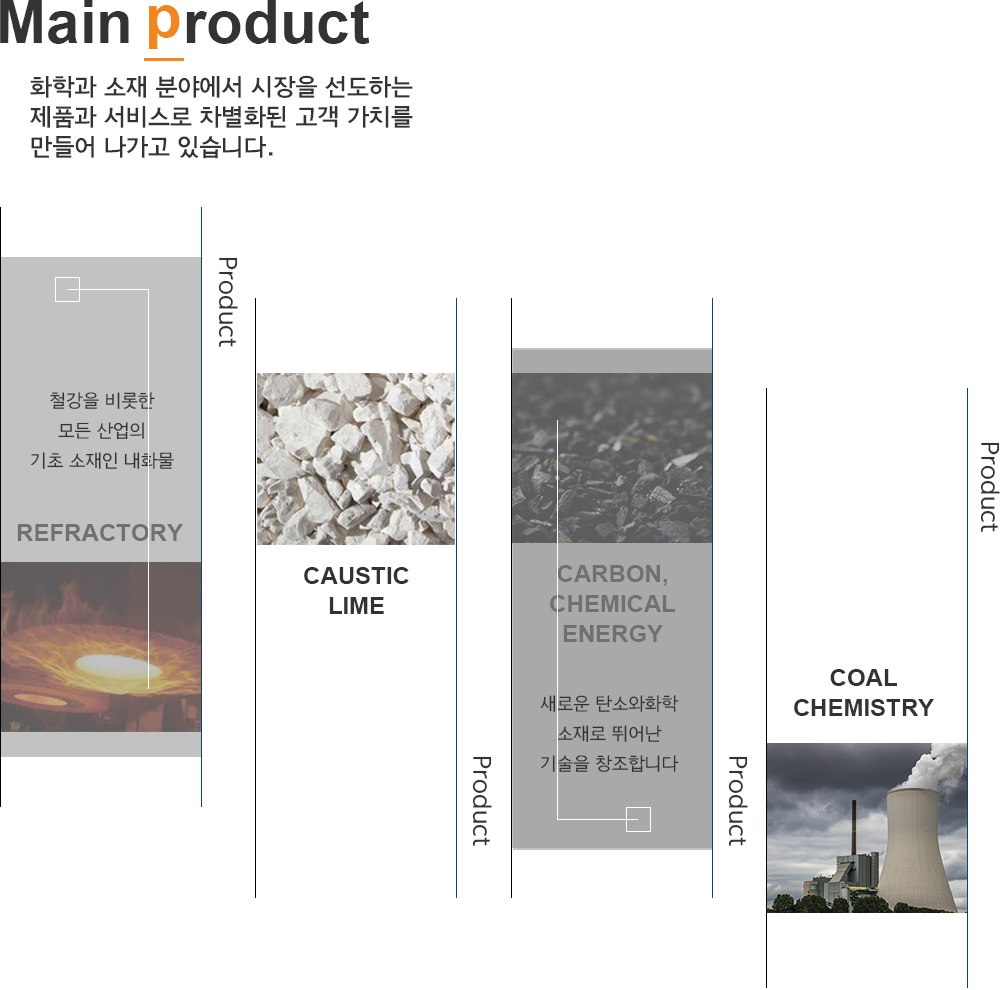 Main product
화학과 소재 분야에서 시장을 선도하는
제품과 서비스로 차별화된 고객 가치를
만들어 나가고 있습니다.
철강을 비롯한
모든 산업의
기초 소재인 내화물
REFRACTORY
Product
CAUSTIC
LIME
Product
CARBON,
CHEMICAL
ENERGY
새로운 탄소와화학
소재로 뛰어난
기술을 창조합니다
Product
COAL
CHEMISTRY
Product